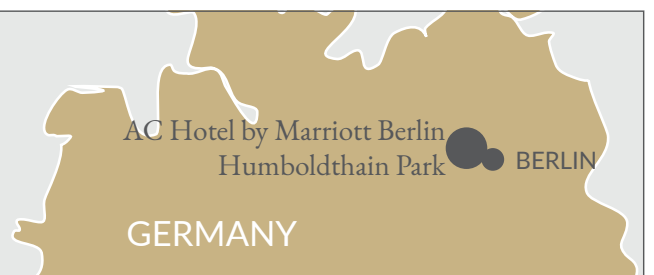 AC Hotel by Marriott Berlin
Humboldthain Park
BERLIN
GERMANY